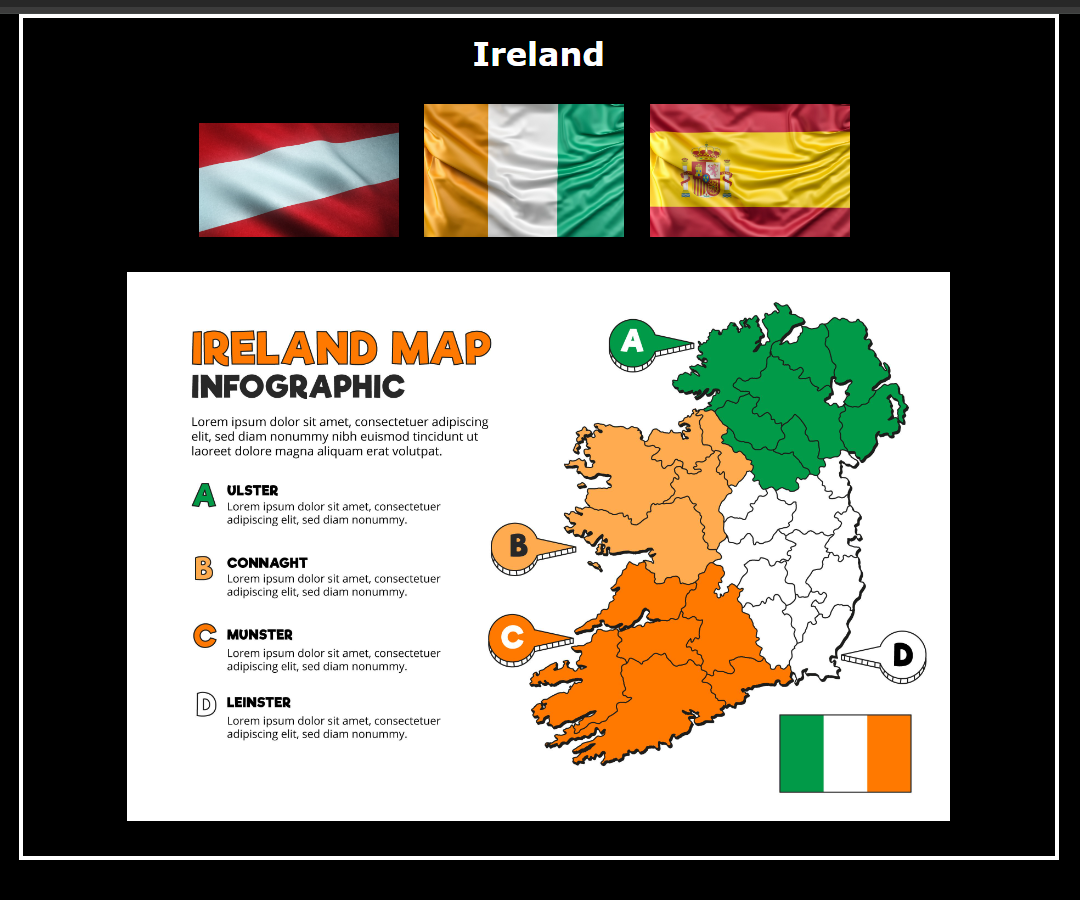 Ireland
IRELAND MAP
INFOGRAPHIC
Lorem ipsum dolor sit amet, consectetuer adipiscing
elit, sed diam nonummy nibh euismod tincidunt ut
laoreet dolore magna aliquam erat volutpat.
A ULSTER
Lorem ipsum dolor sit amet, consectetuer
adipiscing elit, sed diam nonummy.
B CONNAGHT
Lorem ipsum dolor sit amet, consectetuer
adipiscing elit, sed diam nonummy.
C MUNSTER
Lorem ipsum dolor sit amet, consectetuer
adipiscing elit, sed diam nonummy.
D LEINSTER
Lorem ipsum dolor sit amet, consectetuer
adipiscing elit, sed diam nonummy.
A
B
C
D